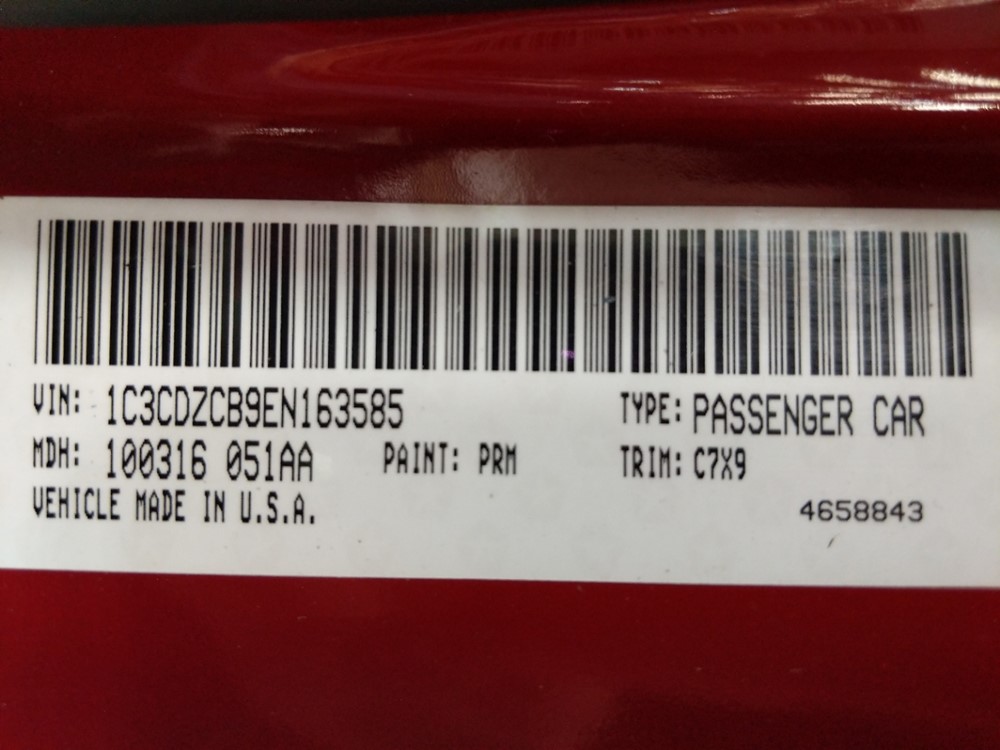 VIN: 1C3CDZCB9EN163585 TYPE: PASSENGER CAR
MDH: 100316 051AA PAINT: PRM TRIM: C7X9
VEHICLE MADE IN U.S.A. 4658843